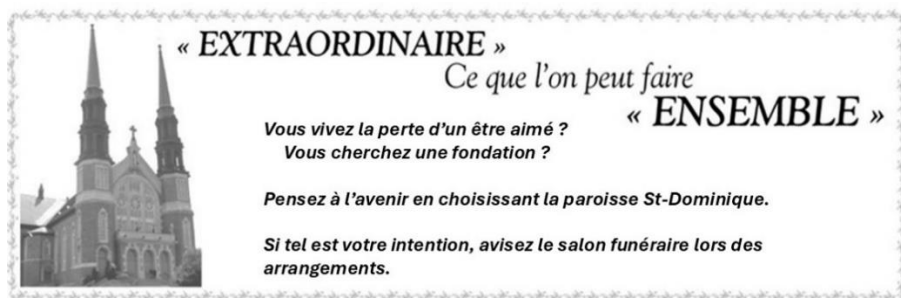 « EXTRAORDINAIRE »
Ce que l’on peut faire
« ENSEMBLE »
Vous vivez la perte d’un être aimé ?
Vous cherchez une fondation ?
Pensez à l’avenir en choisissant la paroisse St-Dominique.
Si tel est votre intention, avisez le salon funéraire lors des
arrangements.